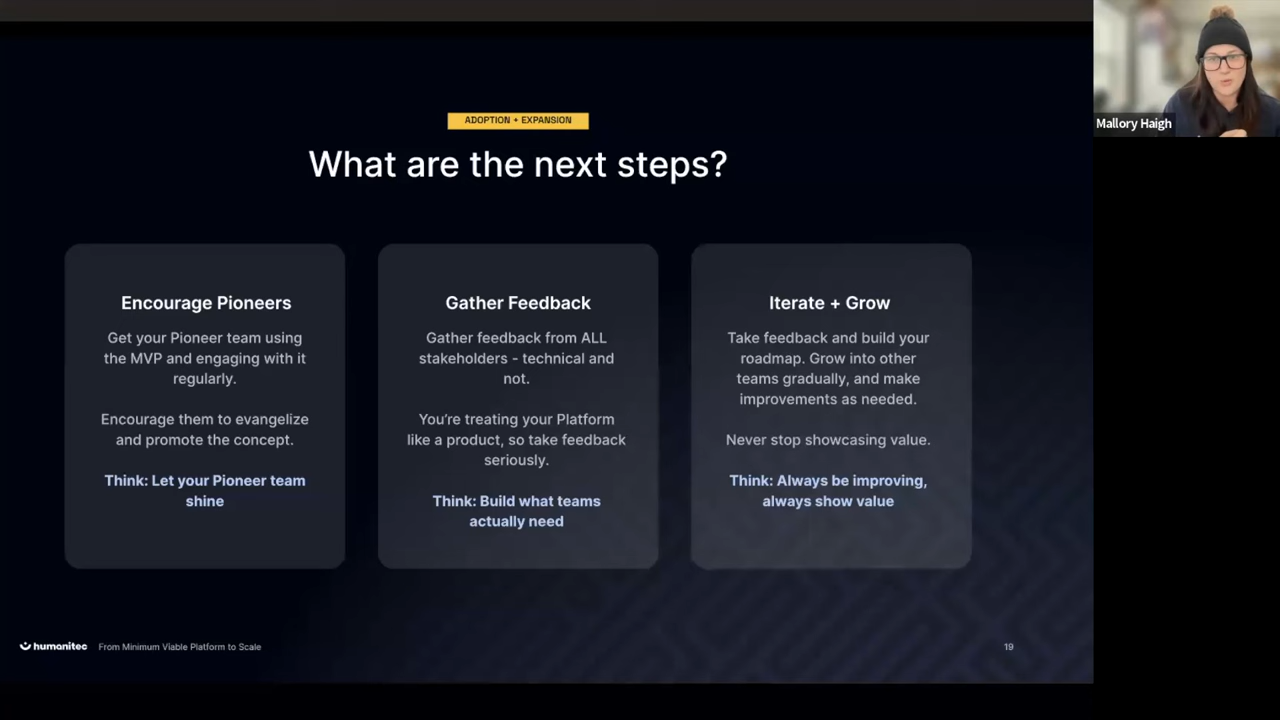 ADOPTION + EXPANSION
What are the next steps?
Encourage Pioneers
Get your Pioneer team using
the MVP and engaging with it
regularly.
Encourage them to evangelize
and promote the concept.
Think: Let your Pioneer team
shine
Gather Feedback
Gather feedback from ALL
stakeholders - technical and
not.
You're treating your Platform
like a product, so take feedback
seriously.
Think: Build what teams
actually need
Iterate + Grow
Take feedback and build your
roadmap. Grow into other
teams gradually, and make
improvements as needed.
Never stop showcasing value.
Think: Always be improving,
always show value
humanitec From Minimum Viable Platform to Scale
19
Mallory Haigh